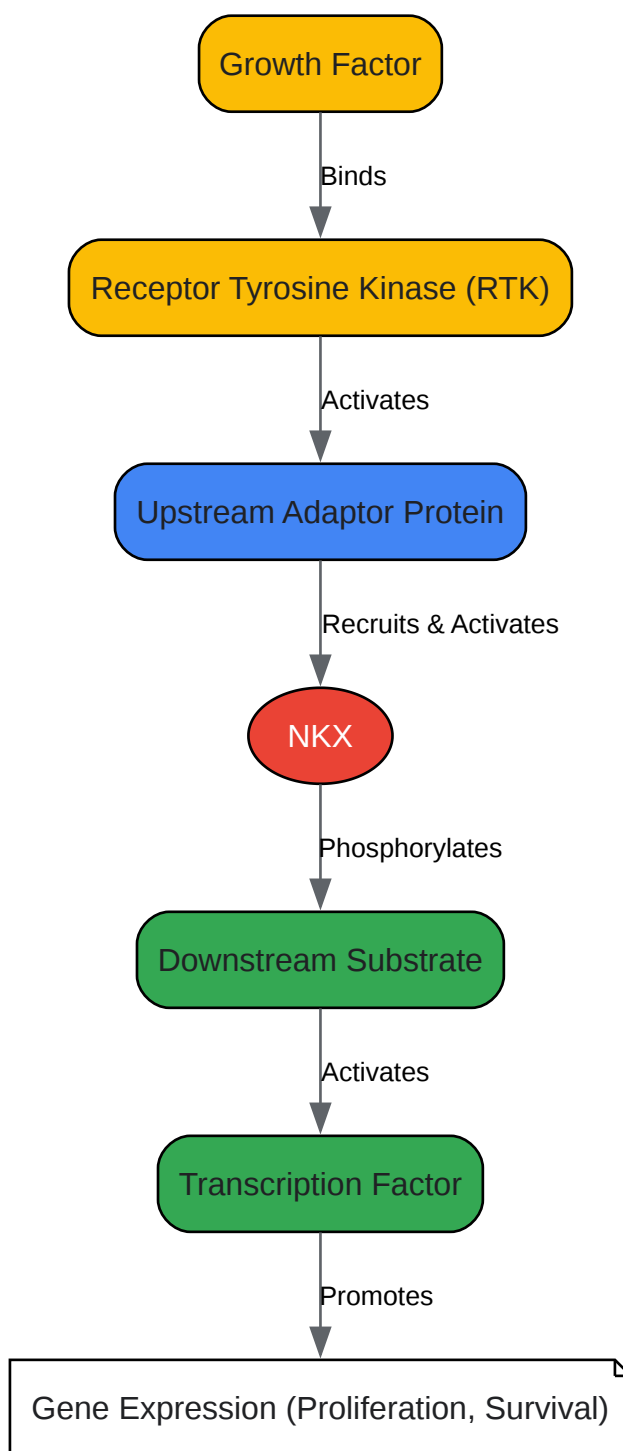 Growth Factor
Binds
Receptor Tyrosine Kinase (RTK)
Activates
Upstream Adaptor Protein
Recruits & Activates
NKX
Phosphorylates
Downstream Substrate
Activates
Transcription Factor
Promotes
Gene Expression (Proliferation, Survival)